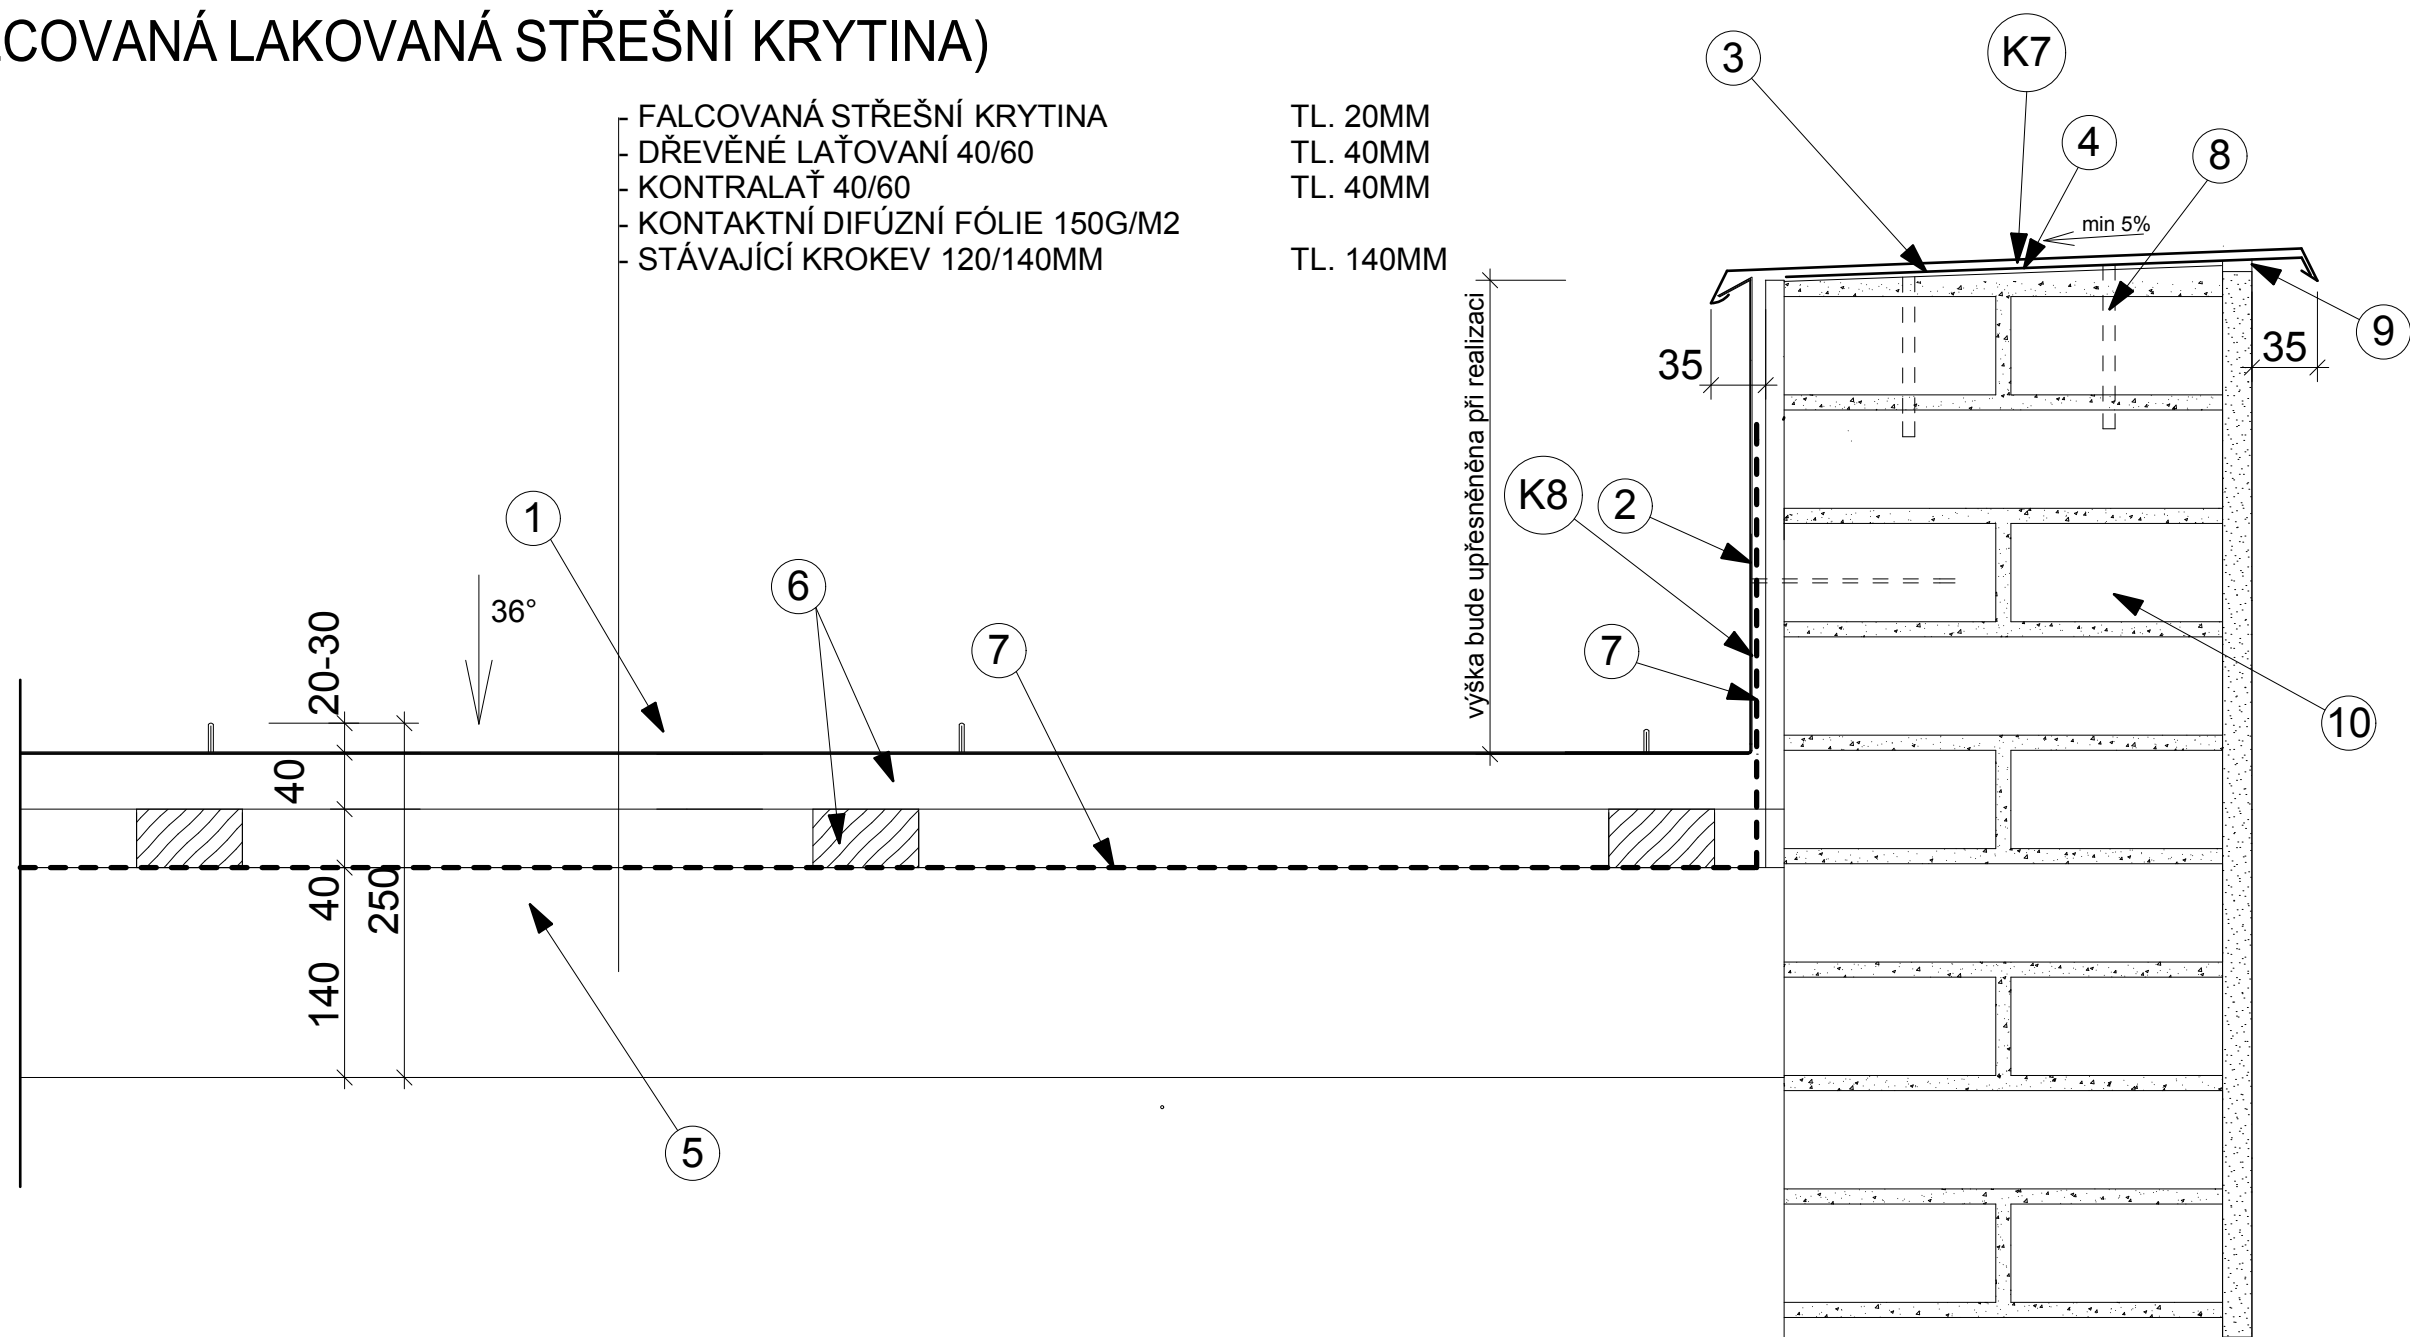 COVANÁ LAKOVANÁ STŘEŠNÍ KRYTINA)
- FALCOVANÁ STŘEŠNÍ KRYTINA TL. 20MM
- DŘEVĚNÉ LAŤOVANÍ 40/60 TL. 40MM
- KONTRALAŤ 40/60 TL. 40MM
- KONTAKTNÍ DIFÚZNÍ FÓLIE 150G/M2
- STÁVAJÍCÍ KROKEV 120/140MM TL. 140MM
3
K7
4
8
min 5%
9
35
35
výška bude upřesněněna při realizaci
K8
2
1
6
36°
7
7
20-30
40
40
250
140
10
5